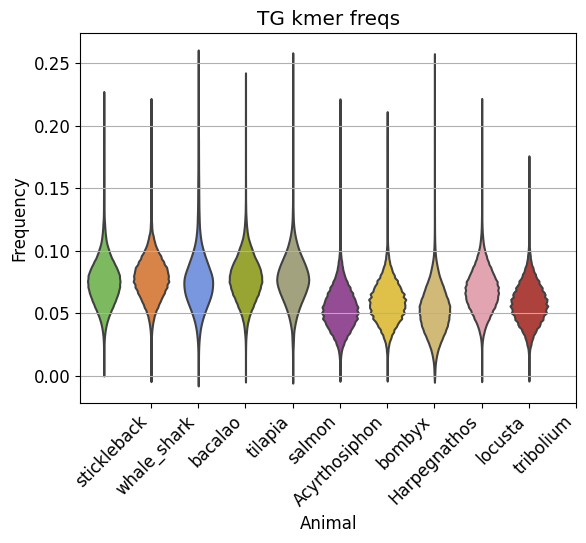 TG kmer freqs
0.25
0.20
0.15
0.10
0.05
0.00
Frequency
stickleback
whale_shark
bacalao
tilapia
salmon
Acyrthosiphon
bombyx
Harpegnathos
locusta
tribolium
Animal